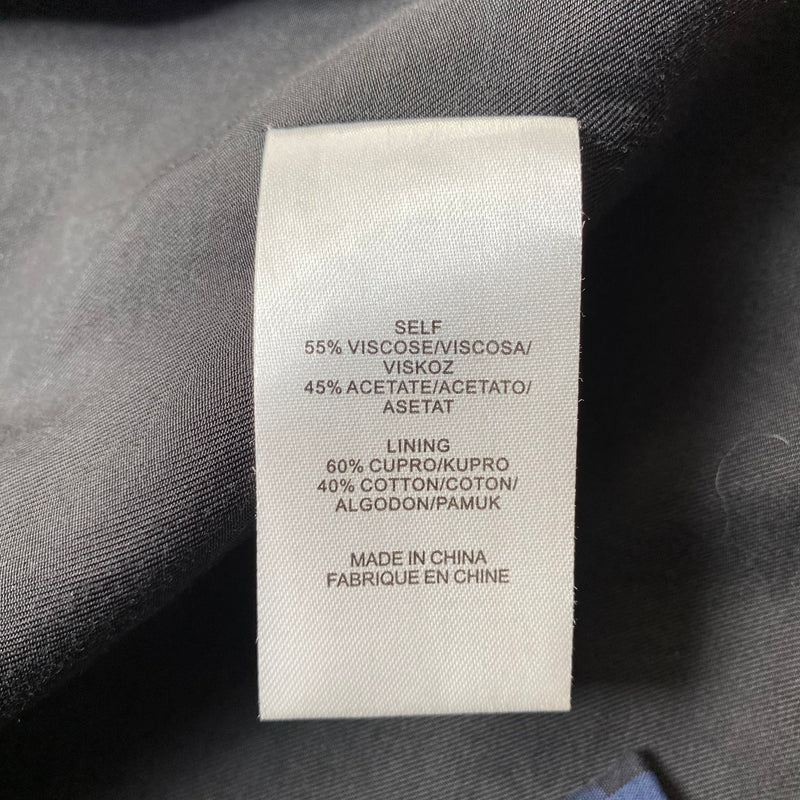 SELF
55% VISCOSE/VISCOSA/
VISKOZ
45% ACETATE/ACETATO/
ASETAT
LINING
60% CUPRO/KUPRO
40% COTTON/COTON/
ALGODON/PAMUK
MADE IN CHINA
FABRIQUE EN CHINE